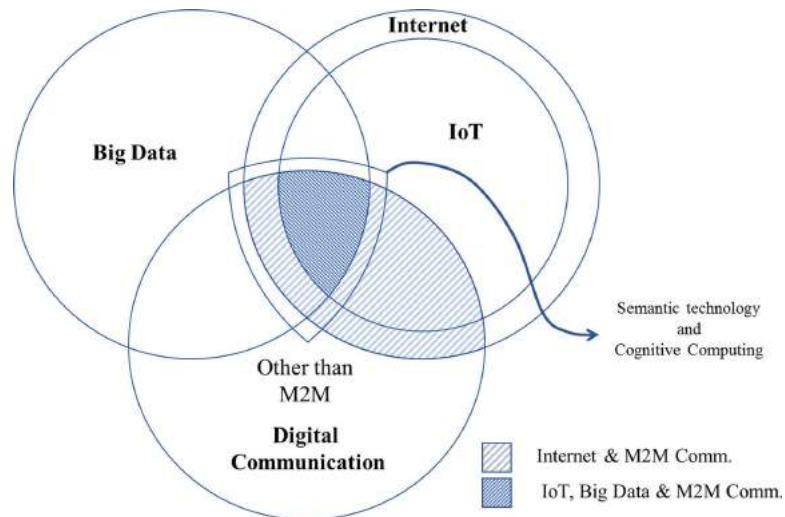 Internet
IoT
Big Data
Semantic technology
and
Cognitive Computing
Other than
M2M
Digital
Communication
Internet & M2M Comm.
IoT, Big Data & M2M Comm.